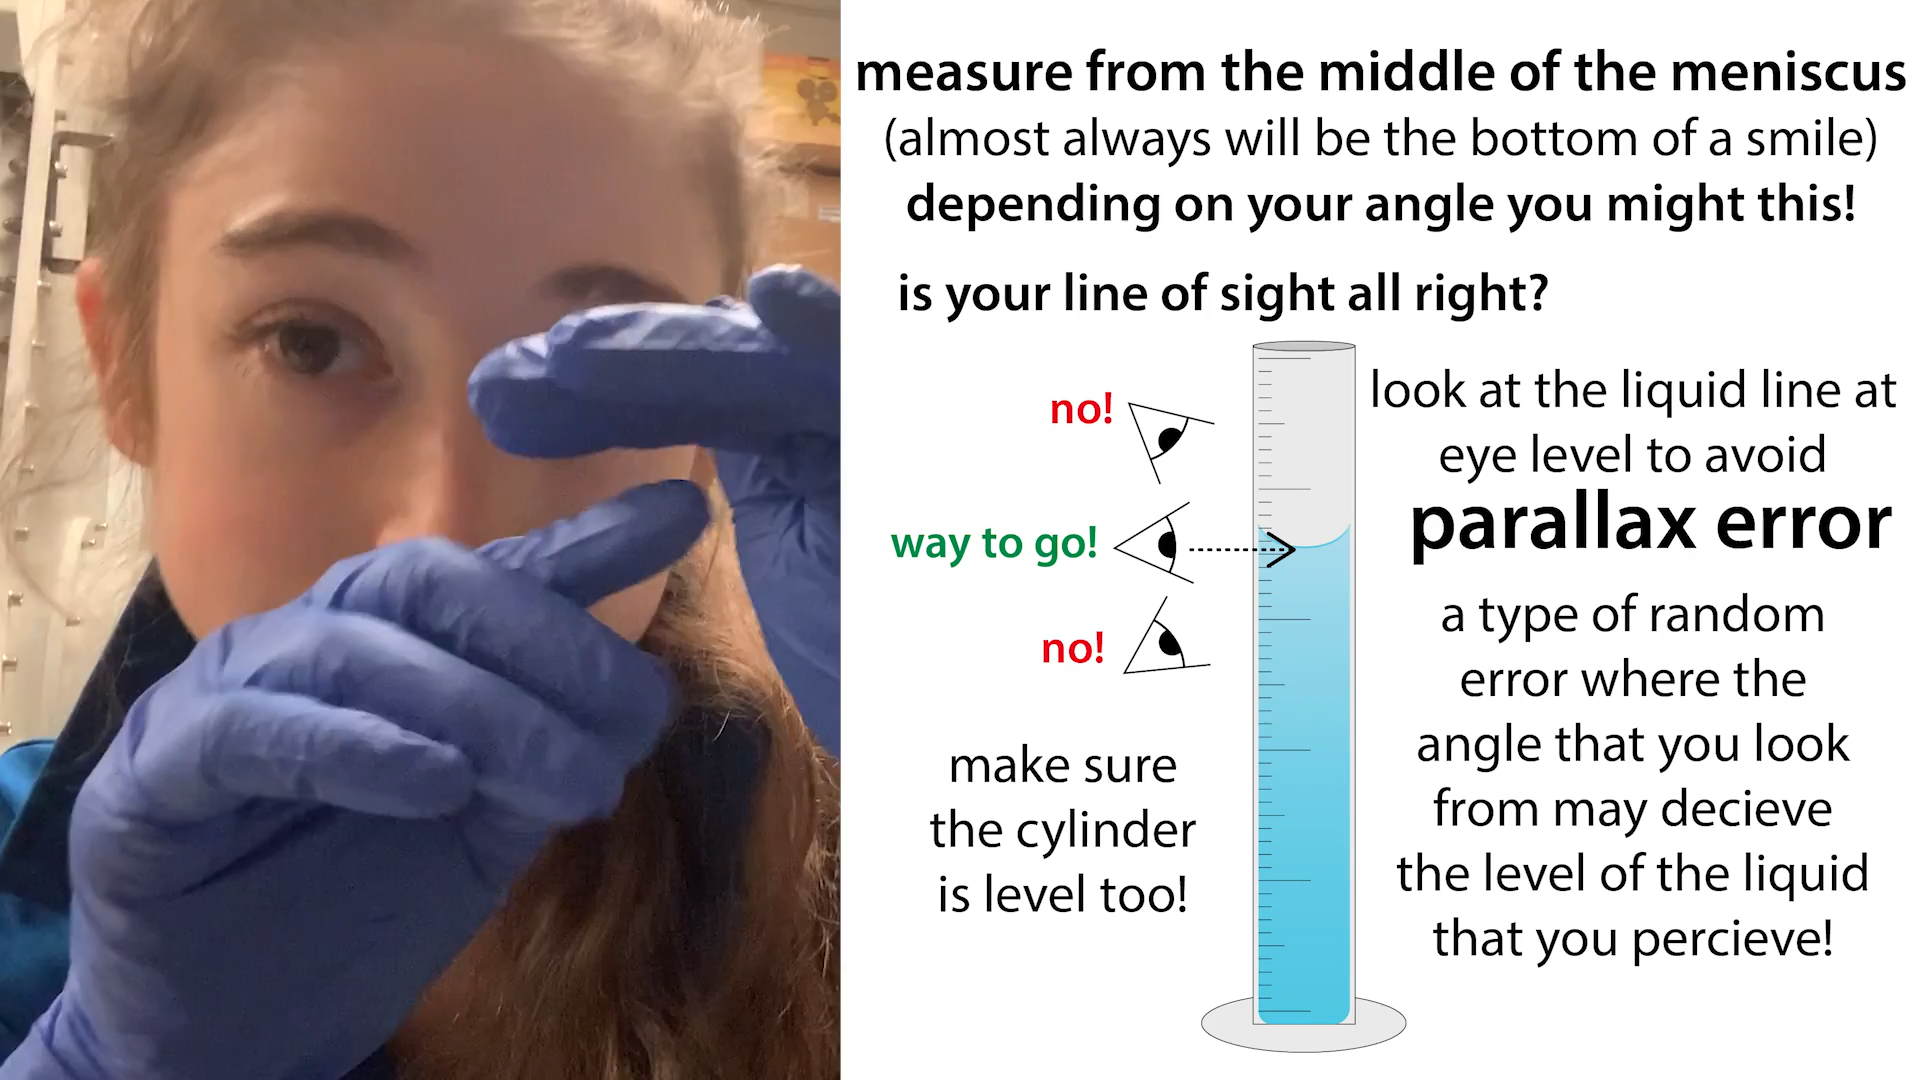 measure from the middle of the meniscus
(almost always will be the bottom of a smile)
depending on your angle you might this!
is your line of sight all right?
no!
way to go!
no!
make sure
the cylinder
is level too!
look at the liquid line at
eye level to avoid
parallax error
a type of random
error where the
angle that you look
from may decieve
the level of the liquid
that you percieve!